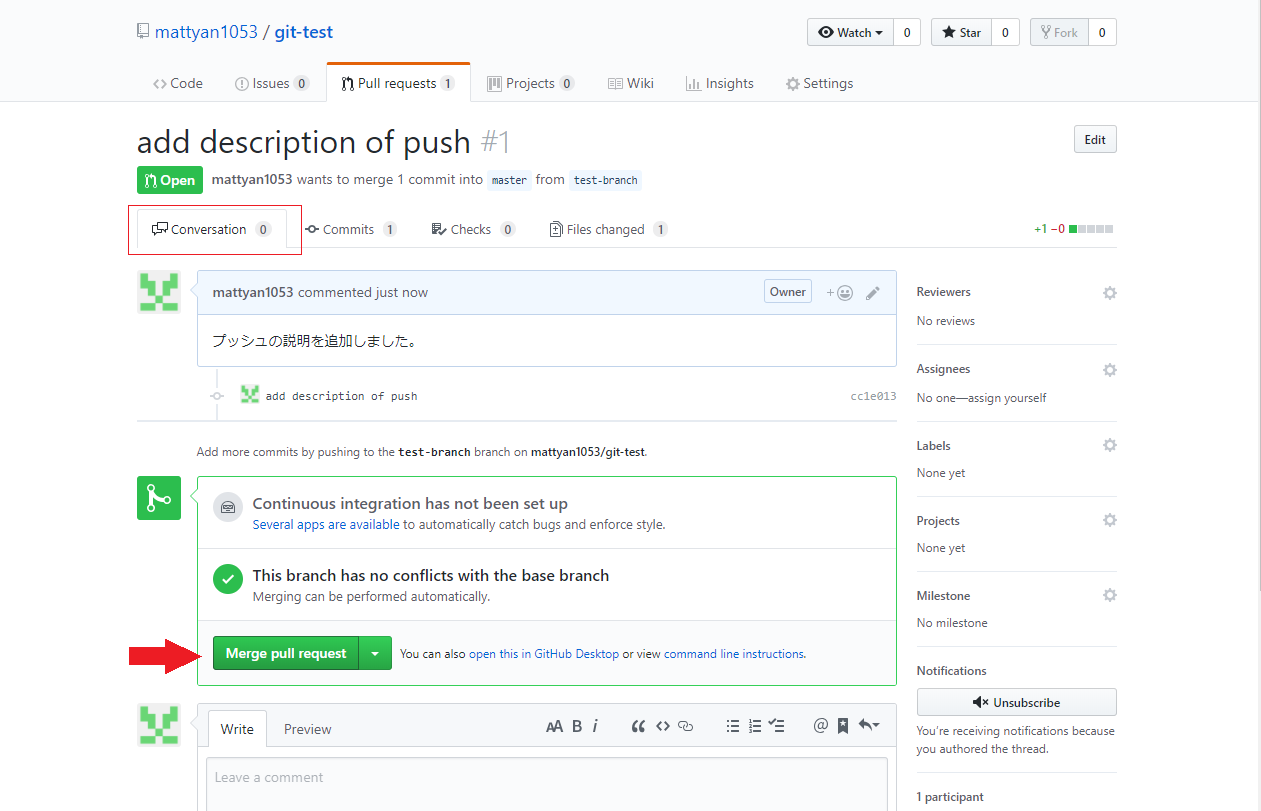 mattyan1053 / git-test
Watch 0 Star 0 Fork 0
Code Issues 0 Pull requests 1 Projects 0 Wiki Insights Settings
add description of push #1
Edit
Open mattyan1053 wants to merge 1 commit into master from test-branch
Conversation 0 Commits 1 Checks 0 Files changed 1 +1 −0
mattyan1053 commented just now Owner
プッシュの説明を追加しました。
add description of push cc1e013
Add more commits by pushing to the test-branch branch on mattyan1053/git-test.
Continuous integration has not been set up
Several apps are available to automatically catch bugs and enforce style.
This branch has no conflicts with the base branch
Merging can be performed automatically.
Merge pull request You can also open this in GitHub Desktop or view command line instructions.
Write Preview
Leave a comment
Reviewers
No reviews
Assignees
No one—assign yourself
Labels
None yet
Projects
None yet
Milestone
No milestone
Notifications
Unsubscribe
You're receiving notifications because
you authored the thread.
1 participant